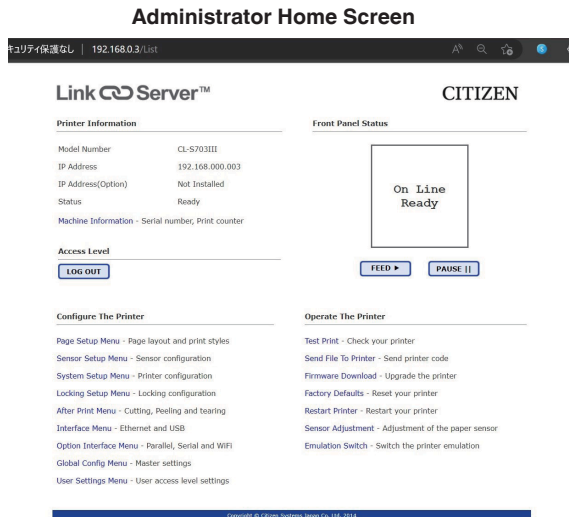 Administrator Home Screen
キュリティ保護なし | 192.168.0.3/List
Link Server™
CITIZEN
Printer Information
Model Number CL-S703III
IP Address 192.168.000.003
IP Address(Option) Not Installed
Status Ready
Machine Information - Serial number, Print counter
Access Level
LOG OUT
Front Panel Status
On Line
Ready
FEED ▶ PAUSE ||
Configure The Printer
Page Setup Menu - Page layout and print styles
Sensor Setup Menu - Sensor configuration
System Setup Menu - Printer configuration
Locking Setup Menu - Locking configuration
After Print Menu - Cutting, Peeling and tearing
Interface Menu - Ethernet and USB
Option Interface Menu - Parallel, Serial and WiFi
Global Config Menu - Master settings
User Settings Menu - User access level settings
Operate The Printer
Test Print - Check your printer
Send File To Printer - Send printer code
Firmware Download - Upgrade the printer
Factory Defaults - Reset your printer
Restart Printer - Restart your printer
Sensor Adjustment - Adjustment of the paper sensor
Emulation Switch - Switch the printer emulation
Copyright © Citizen Systems Japan Co. Ltd. 2014